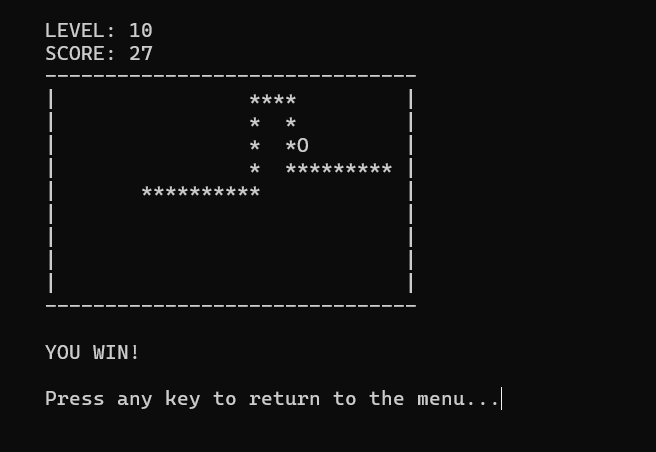 LEVEL: 10
SCORE: 27
-------------------------------
|                ****         |
|                *  *         |
|                *  *O        |
|                *  ********* |
|       **********            |
|                             |
|                             |
|                             |
|                             |
-------------------------------
YOU WIN!
Press any key to return to the menu...